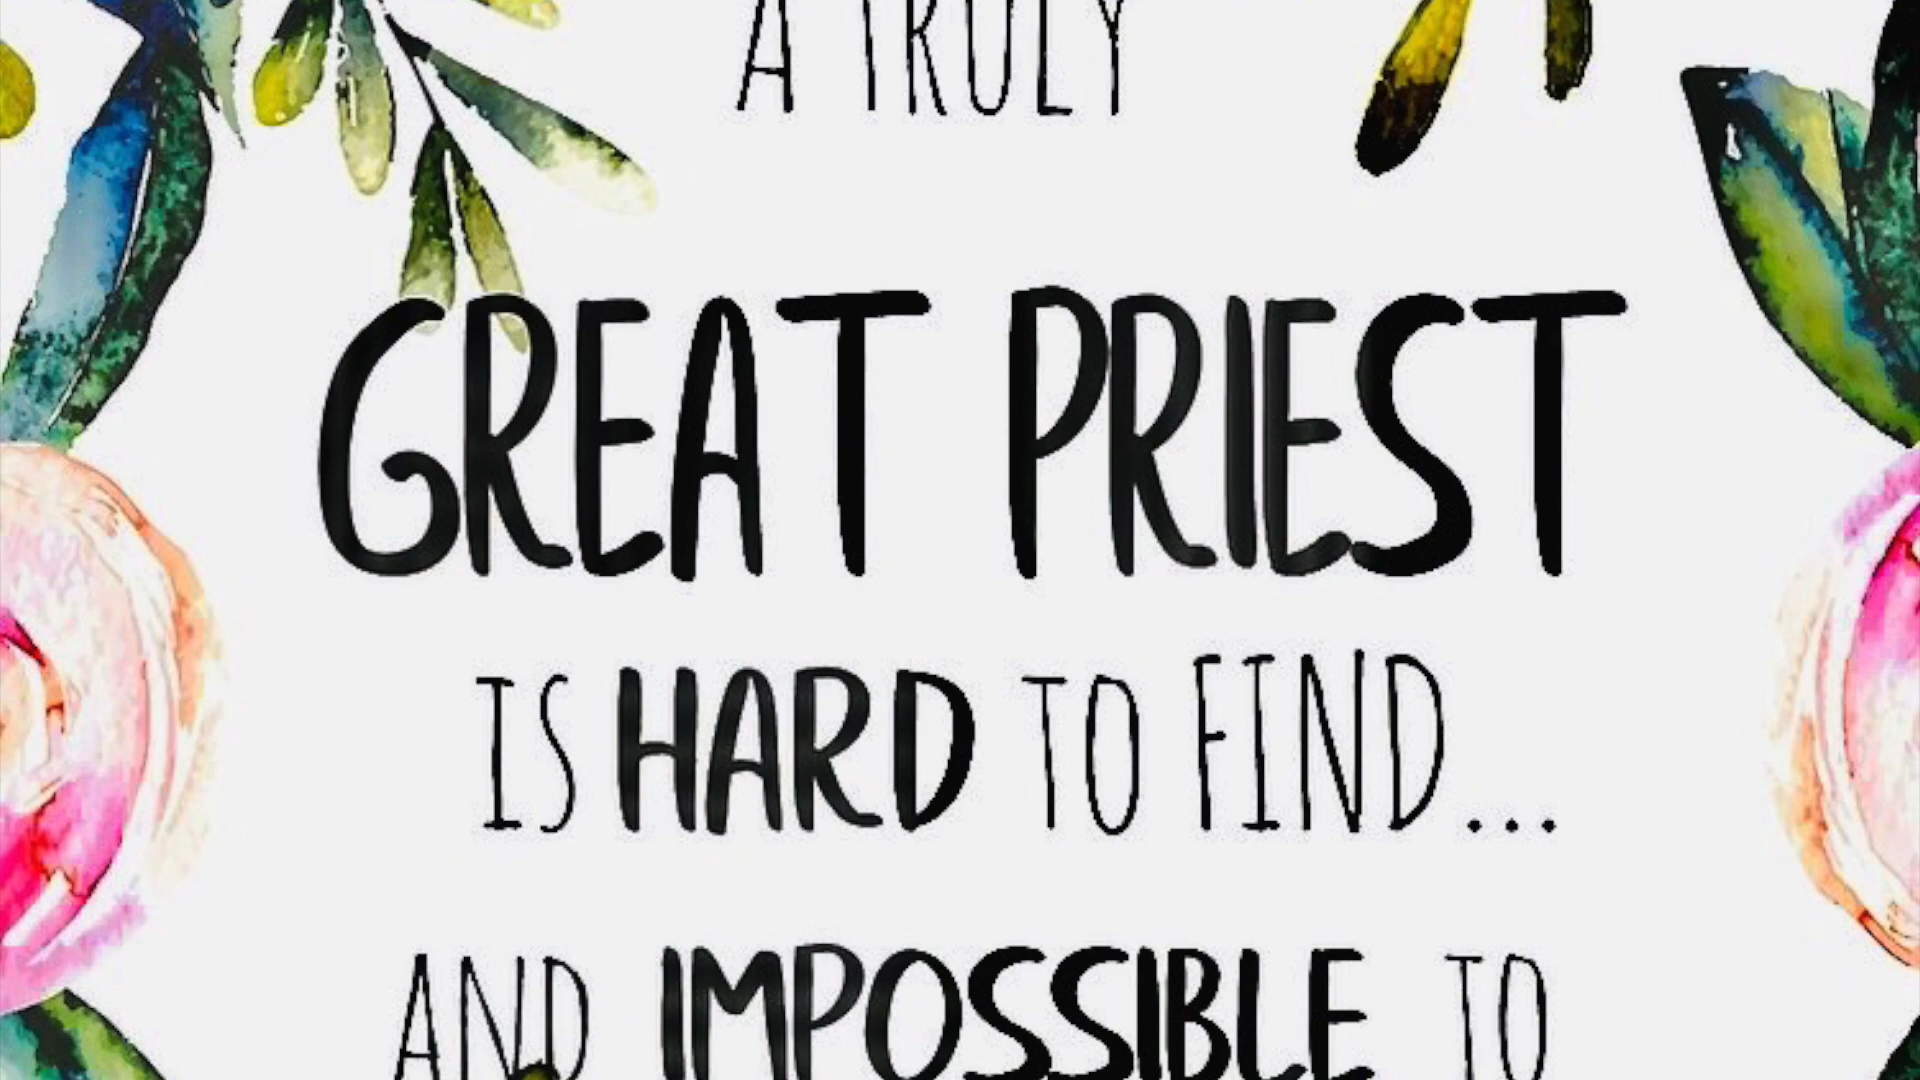 A TRULY
GREAT PRIEST
IS HARD TO FIND...
AND IMPOSSIBLE TO